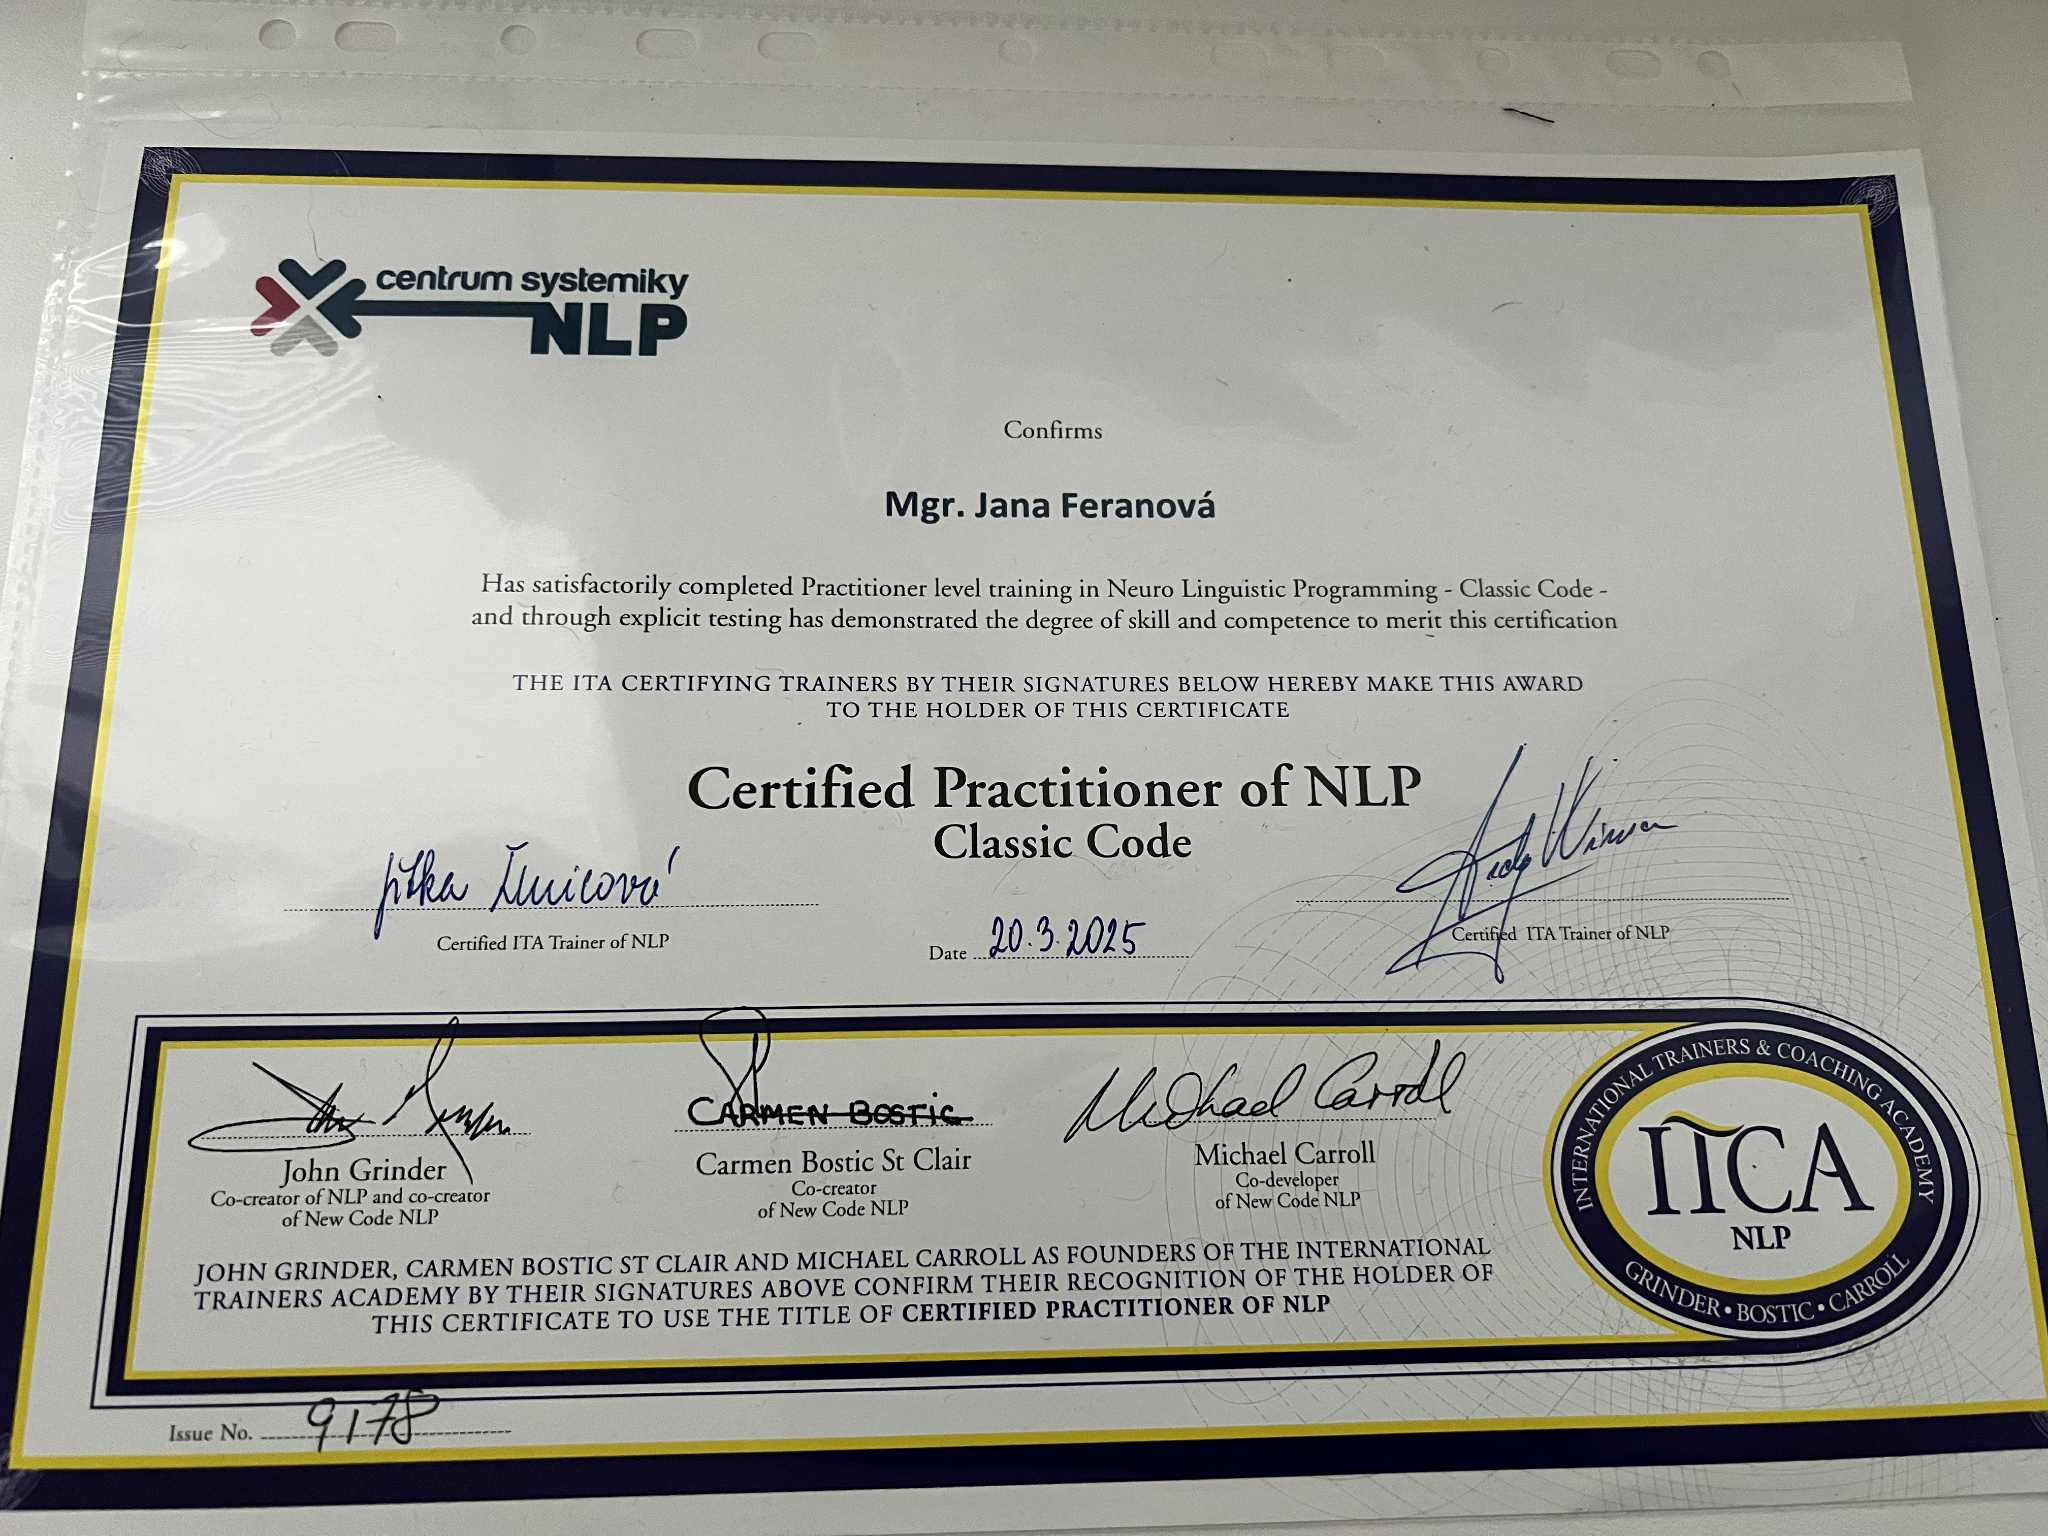 centrum systemiky
NLP
Confirms
Mgr. Jana Feranová
Has satisfactorily completed Practitioner level training in Neuro Linguistic Programming - Classic Code -
and through explicit testing has demonstrated the degree of skill and competence to merit this certification
THE ITA CERTIFYING TRAINERS BY THEIR SIGNATURES BELOW HEREBY MAKE THIS AWARD
TO THE HOLDER OF THIS CERTIFICATE
Certified Practitioner of NLP
Classic Code
Jitka
Certified ITA Trainer of NLP
Date 20.3.2025
Certified ITA Trainer of NLP
CARMEN BOSTIC
Michael Carroll
John Grinder
Co-creator of NLP and co-creator
of New Code NLP
Carmen Bostic St Clair
Co-creator
of New Code NLP
Michael Carroll
Co-developer
of New Code NLP
JOHN GRINDER, CARMEN BOSTIC ST CLAIR AND MICHAEL CARROLL AS FOUNDERS OF THE INTERNATIONAL
TRAINERS ACADEMY BY THEIR SIGNATURES ABOVE CONFIRM THEIR RECOGNITION OF THE HOLDER OF
THIS CERTIFICATE TO USE THE TITLE OF CERTIFIED PRACTITIONER OF NLP
INTERNATIONAL TRAINERS & COACHING ACADEMY
ITCA
NLP
GRINDER • BOSTIC • CARROLL
Issue No. 9178